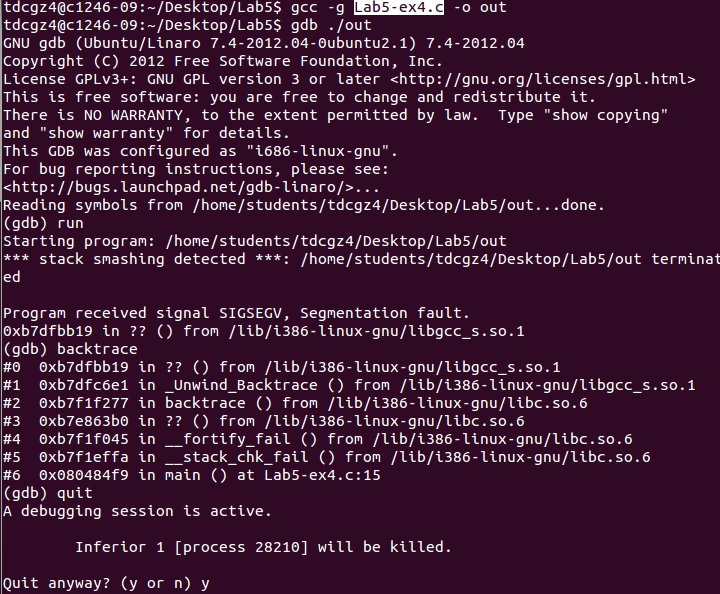 tdcgz4@c1246-09:~/Desktop/Lab5$ gcc -g Lab5-ex4.c -o out
tdcgz4@c1246-09:~/Desktop/Lab5$ gdb ./out
GNU gdb (Ubuntu/Linaro 7.4-2012.04-0ubuntu2.1) 7.4-2012.04
Copyright (C) 2012 Free Software Foundation, Inc.
License GPLv3+: GNU GPL version 3 or later <http://gnu.org/licenses/gpl.html>
This is free software: you are free to change and redistribute it.
There is NO WARRANTY, to the extent permitted by law.  Type "show copying"
and "show warranty" for details.
This GDB was configured as "i686-linux-gnu".
For bug reporting instructions, please see:
<http://bugs.launchpad.net/gdb-linaro/>...
Reading symbols from /home/students/tdcgz4/Desktop/Lab5/out...done.
(gdb) run
Starting program: /home/students/tdcgz4/Desktop/Lab5/out
*** stack smashing detected ***: /home/students/tdcgz4/Desktop/Lab5/out terminat
ed
Program received signal SIGSEGV, Segmentation fault.
0xb7dfbb19 in ?? () from /lib/i386-linux-gnu/libgcc_s.so.1
(gdb) backtrace
#0  0xb7dfbb19 in ?? () from /lib/i386-linux-gnu/libgcc_s.so.1
#1  0xb7dfc6e1 in _Unwind_Backtrace () from /lib/i386-linux-gnu/libgcc_s.so.1
#2  0xb7f1f277 in backtrace () from /lib/i386-linux-gnu/libc.so.6
#3  0xb7e863b0 in ?? () from /lib/i386-linux-gnu/libc.so.6
#4  0xb7f1f045 in __fortify_fail () from /lib/i386-linux-gnu/libc.so.6
#5  0xb7f1effa in __stack_chk_fail () from /lib/i386-linux-gnu/libc.so.6
#6  0x080484f9 in main () at Lab5-ex4.c:15
(gdb) quit
A debugging session is active.
Inferior 1 [process 28210] will be killed.
Quit anyway? (y or n) y